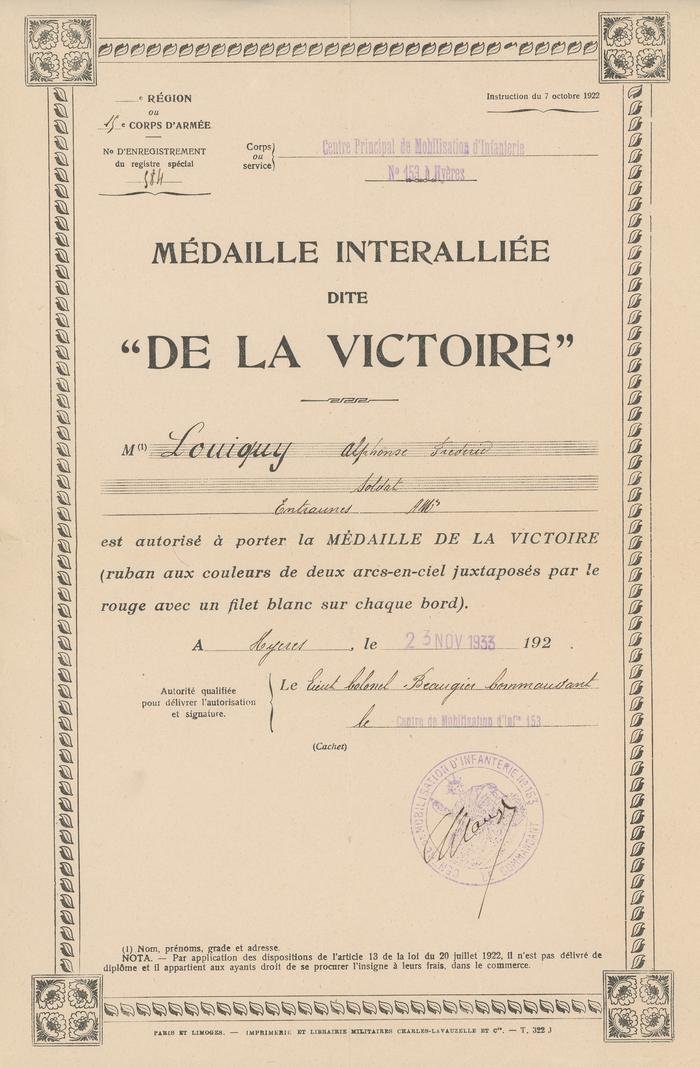 e RÉGION
ou
15 e CORPS D'ARMÉE
No D'ENREGISTREMENT
du registre spécial
584
Instruction du 7 octobre 1922
Corps
ou
service
Centre Principal de Mobilisation d'Infanterie
N° 153 à Hyères
MÉDAILLE INTERALLIÉE
DITE
“DE LA VICTOIRE”
M(1) Louiquy Alphonse Frédéric
Soldat
Entraunes AMes
est autorisé à porter la MÉDAILLE DE LA VICTOIRE
(ruban aux couleurs de deux arcs-en-ciel juxtaposés par le
rouge avec un filet blanc sur chaque bord).
A Hyères, le 23 NOV 1933 192 .
Autorité qualifiée
pour délivrer l'autorisation
et signature.
Le Lieut Colonel Beaugier Commandant
le Centre de Mobilisation d'Infie 153
(Cachet)
CENTRE MOBILISATION D'INFANTERIE N° 153
LE COMMANDANT
(1) Nom, prénoms, grade et adresse.
NOTA. — Par application des dispositions de l'article 13 de la loi du 20 juillet 1922, il n'est pas délivré de
diplôme et il appartient aux ayants droit de se procurer l'insigne à leurs frais, dans le commerce.
PARIS ET LIMOGES. — IMPRIMERIE ET LIBRAIRIE MILITAIRES CHARLES-LAVAUZELLE ET Cie. — T. 322 J